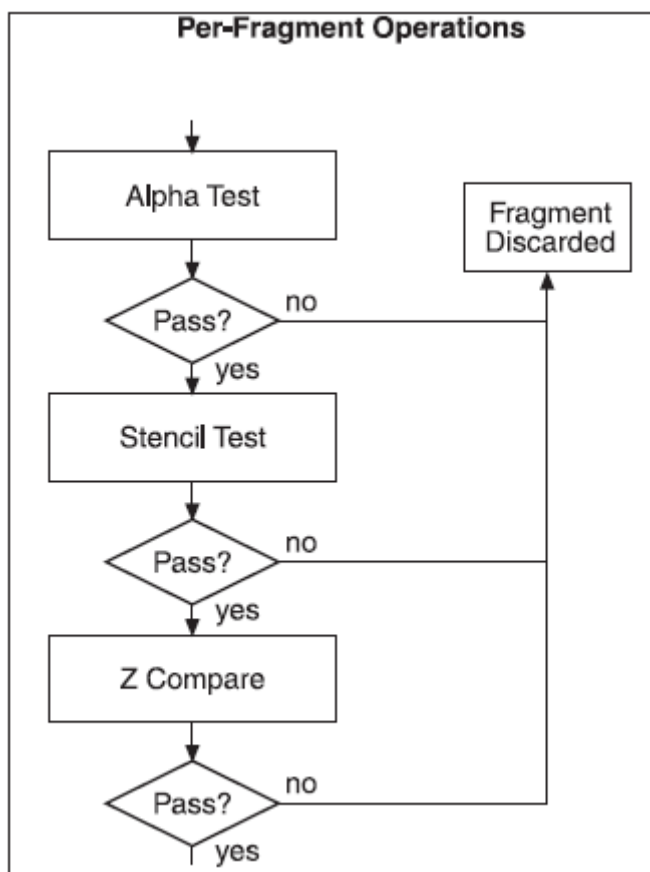 Per-Fragment Operations
Alpha Test
Fragment
Discarded
Pass?
no
yes
Stencil Test
Pass?
no
yes
Z Compare
Pass?
no
yes